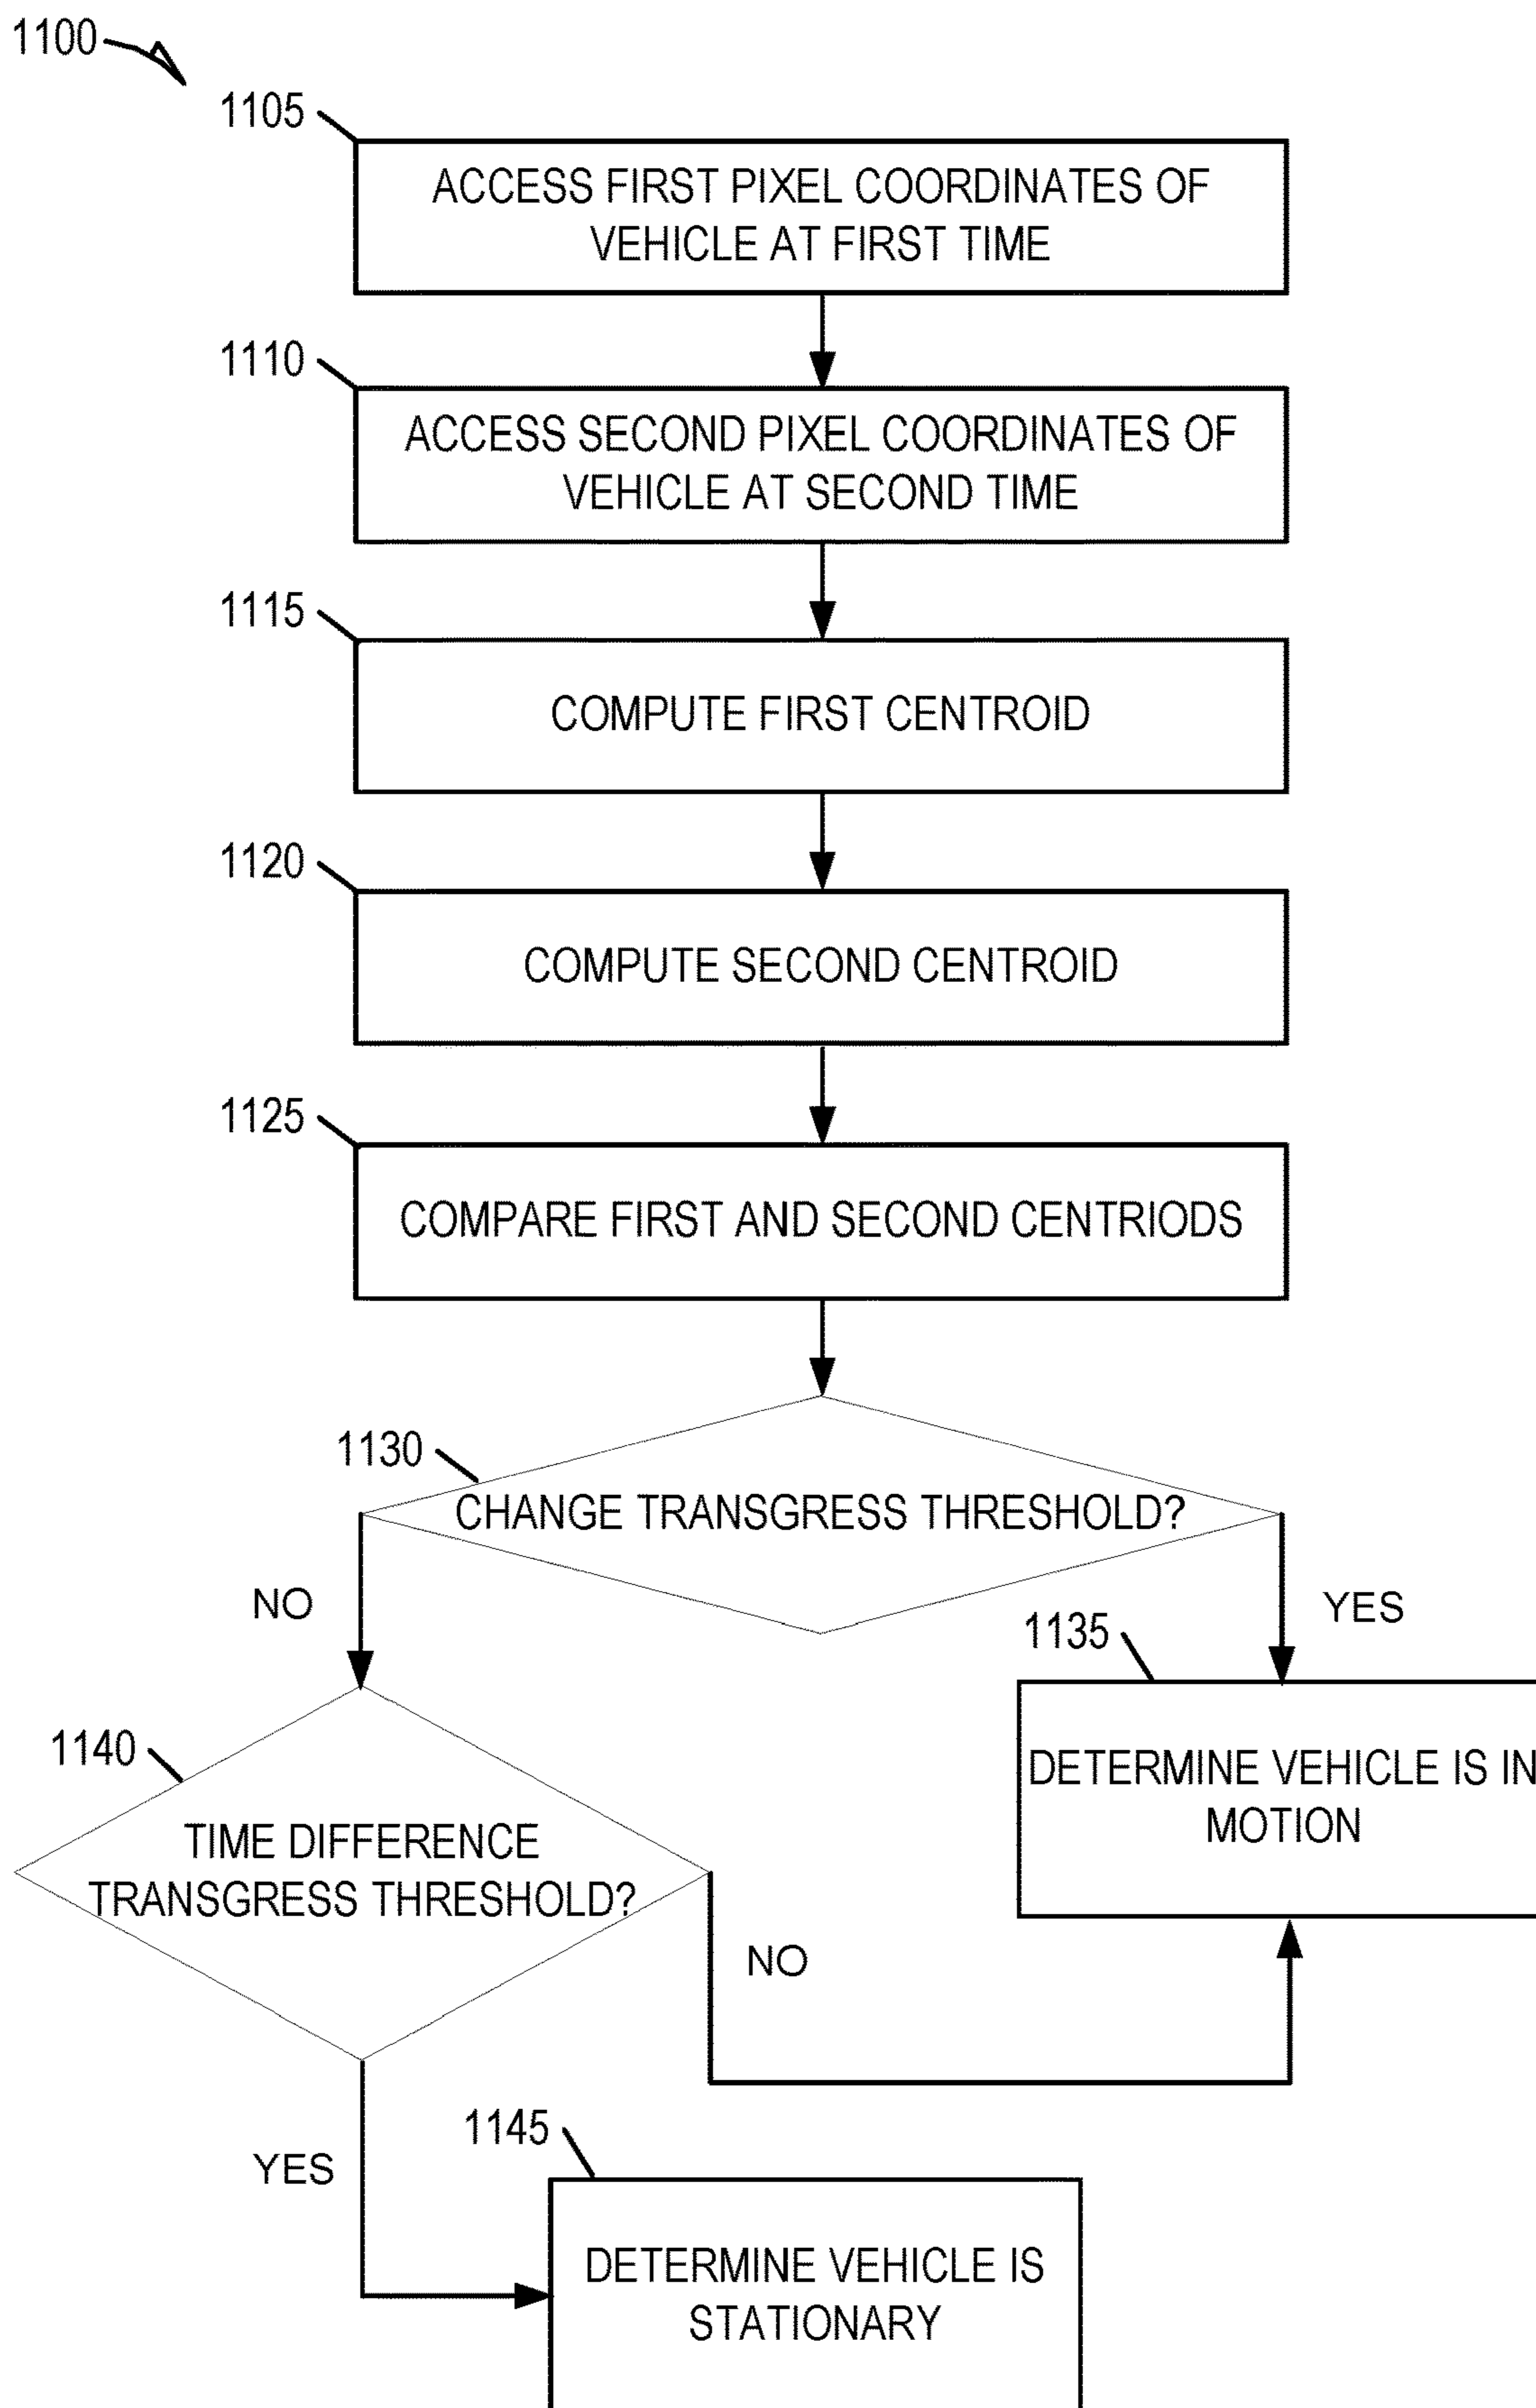 1100
1105
ACCESS FIRST PIXEL COORDINATES OF
VEHICLE AT FIRST TIME
1110
ACCESS SECOND PIXEL COORDINATES OF
VEHICLE AT SECOND TIME
1115
COMPUTE FIRST CENTROID
1120
COMPUTE SECOND CENTROID
1125
COMPARE FIRST AND SECOND CENTRIODS
1130
CHANGE TRANSGRESS THRESHOLD?
NO
YES
1135
DETERMINE VEHICLE IS IN
MOTION
1140
TIME DIFFERENCE
TRANSGRESS THRESHOLD?
NO
YES
1145
DETERMINE VEHICLE IS
STATIONARY